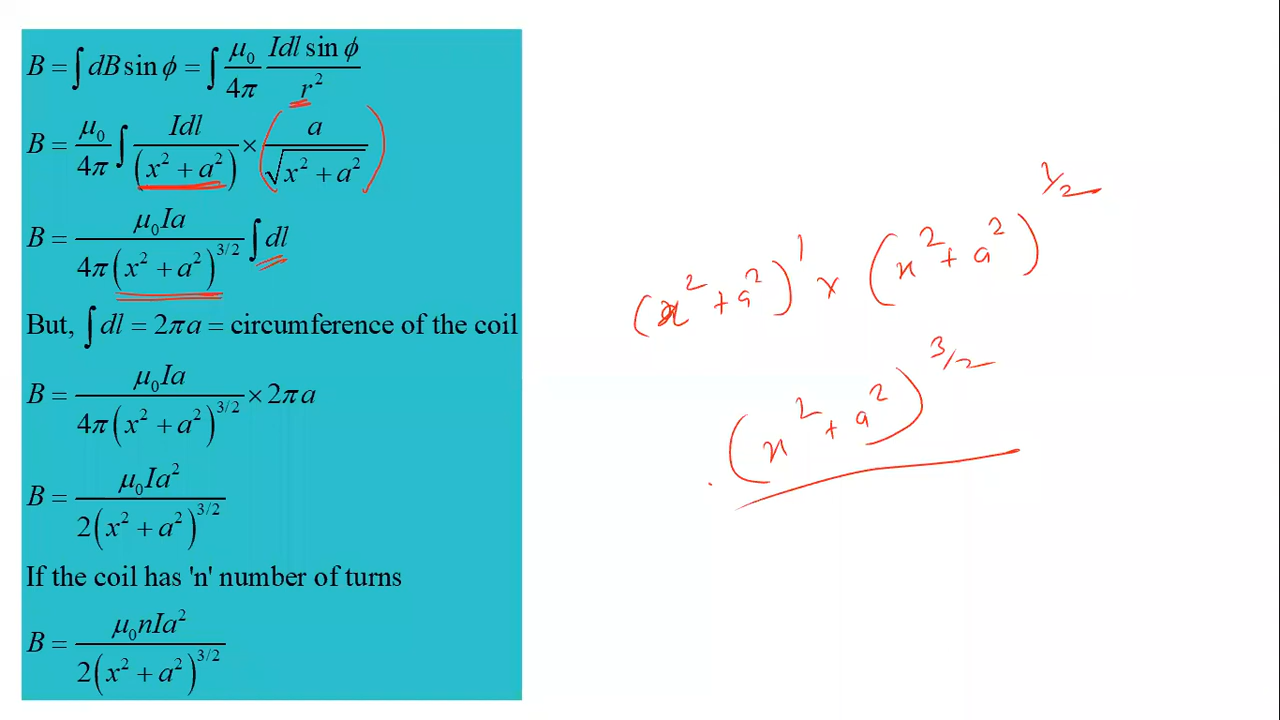 B = ∫ dB sin ϕ = ∫ μ₀/4π Idl sin ϕ/r²
B = μ₀/4π ∫ Idl/(x² + a²) × (a/√(x² + a²))
B = μ₀Ia/4π(x² + a²)^3/2 ∫ dl
But, ∫ dl = 2πa = circumference of the coil
B = μ₀Ia/4π(x² + a²)^3/2 × 2πa
B = μ₀Ia²/2(x² + a²)^3/2
If the coil has 'n' number of turns
B = μ₀nIa²/2(x² + a²)^3/2
(x² + a²)^1 × (x² + a²)^1/2
(x² + a²)^3/2